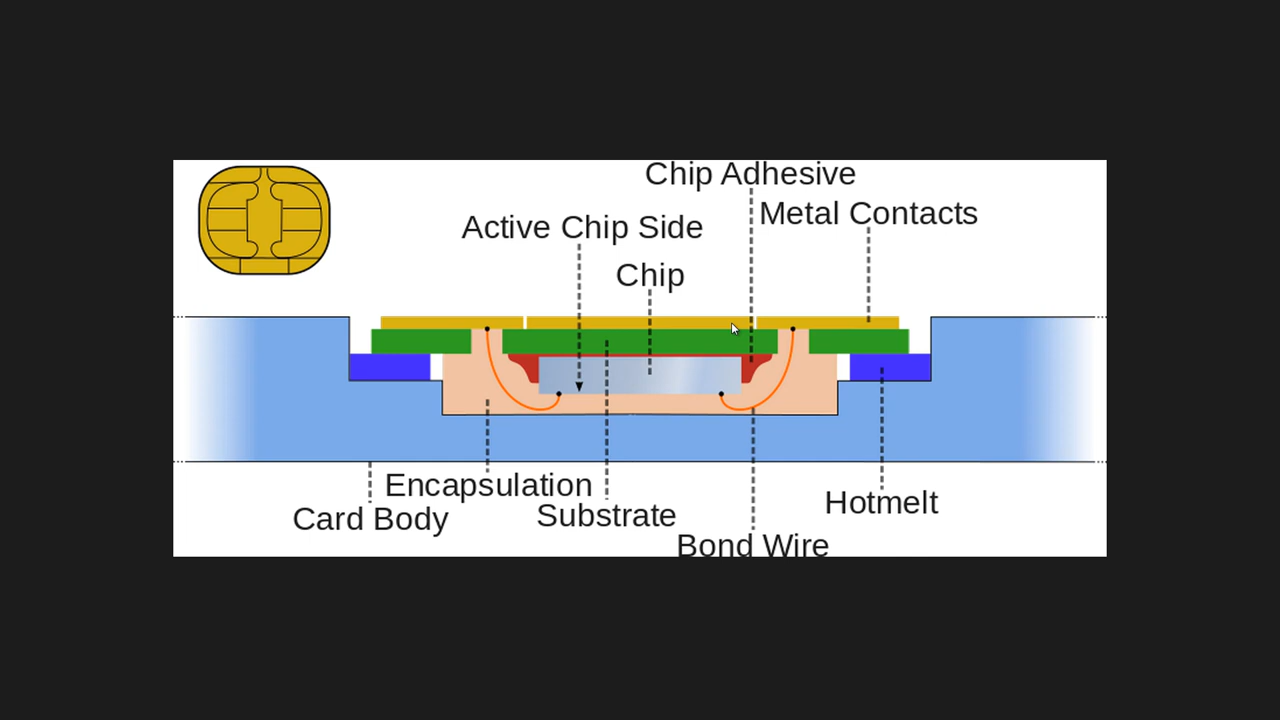 Chip Adhesive
Metal Contacts
Active Chip Side
Chip
Encapsulation
Hotmelt
Substrate
Card Body
Bond Wire